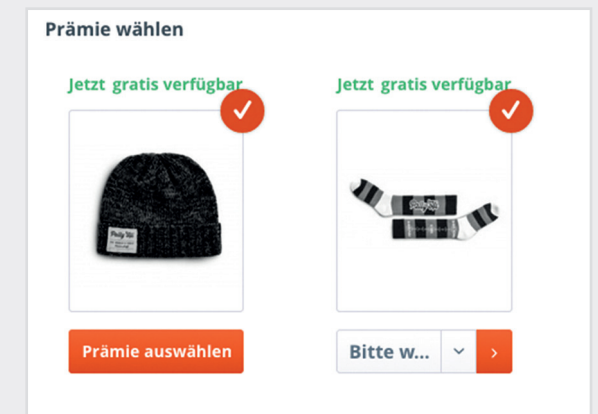 Prämie wählen
Jetzt gratis verfügbar
Jetzt gratis verfügbar
Prämie auswählen
Bitte w...